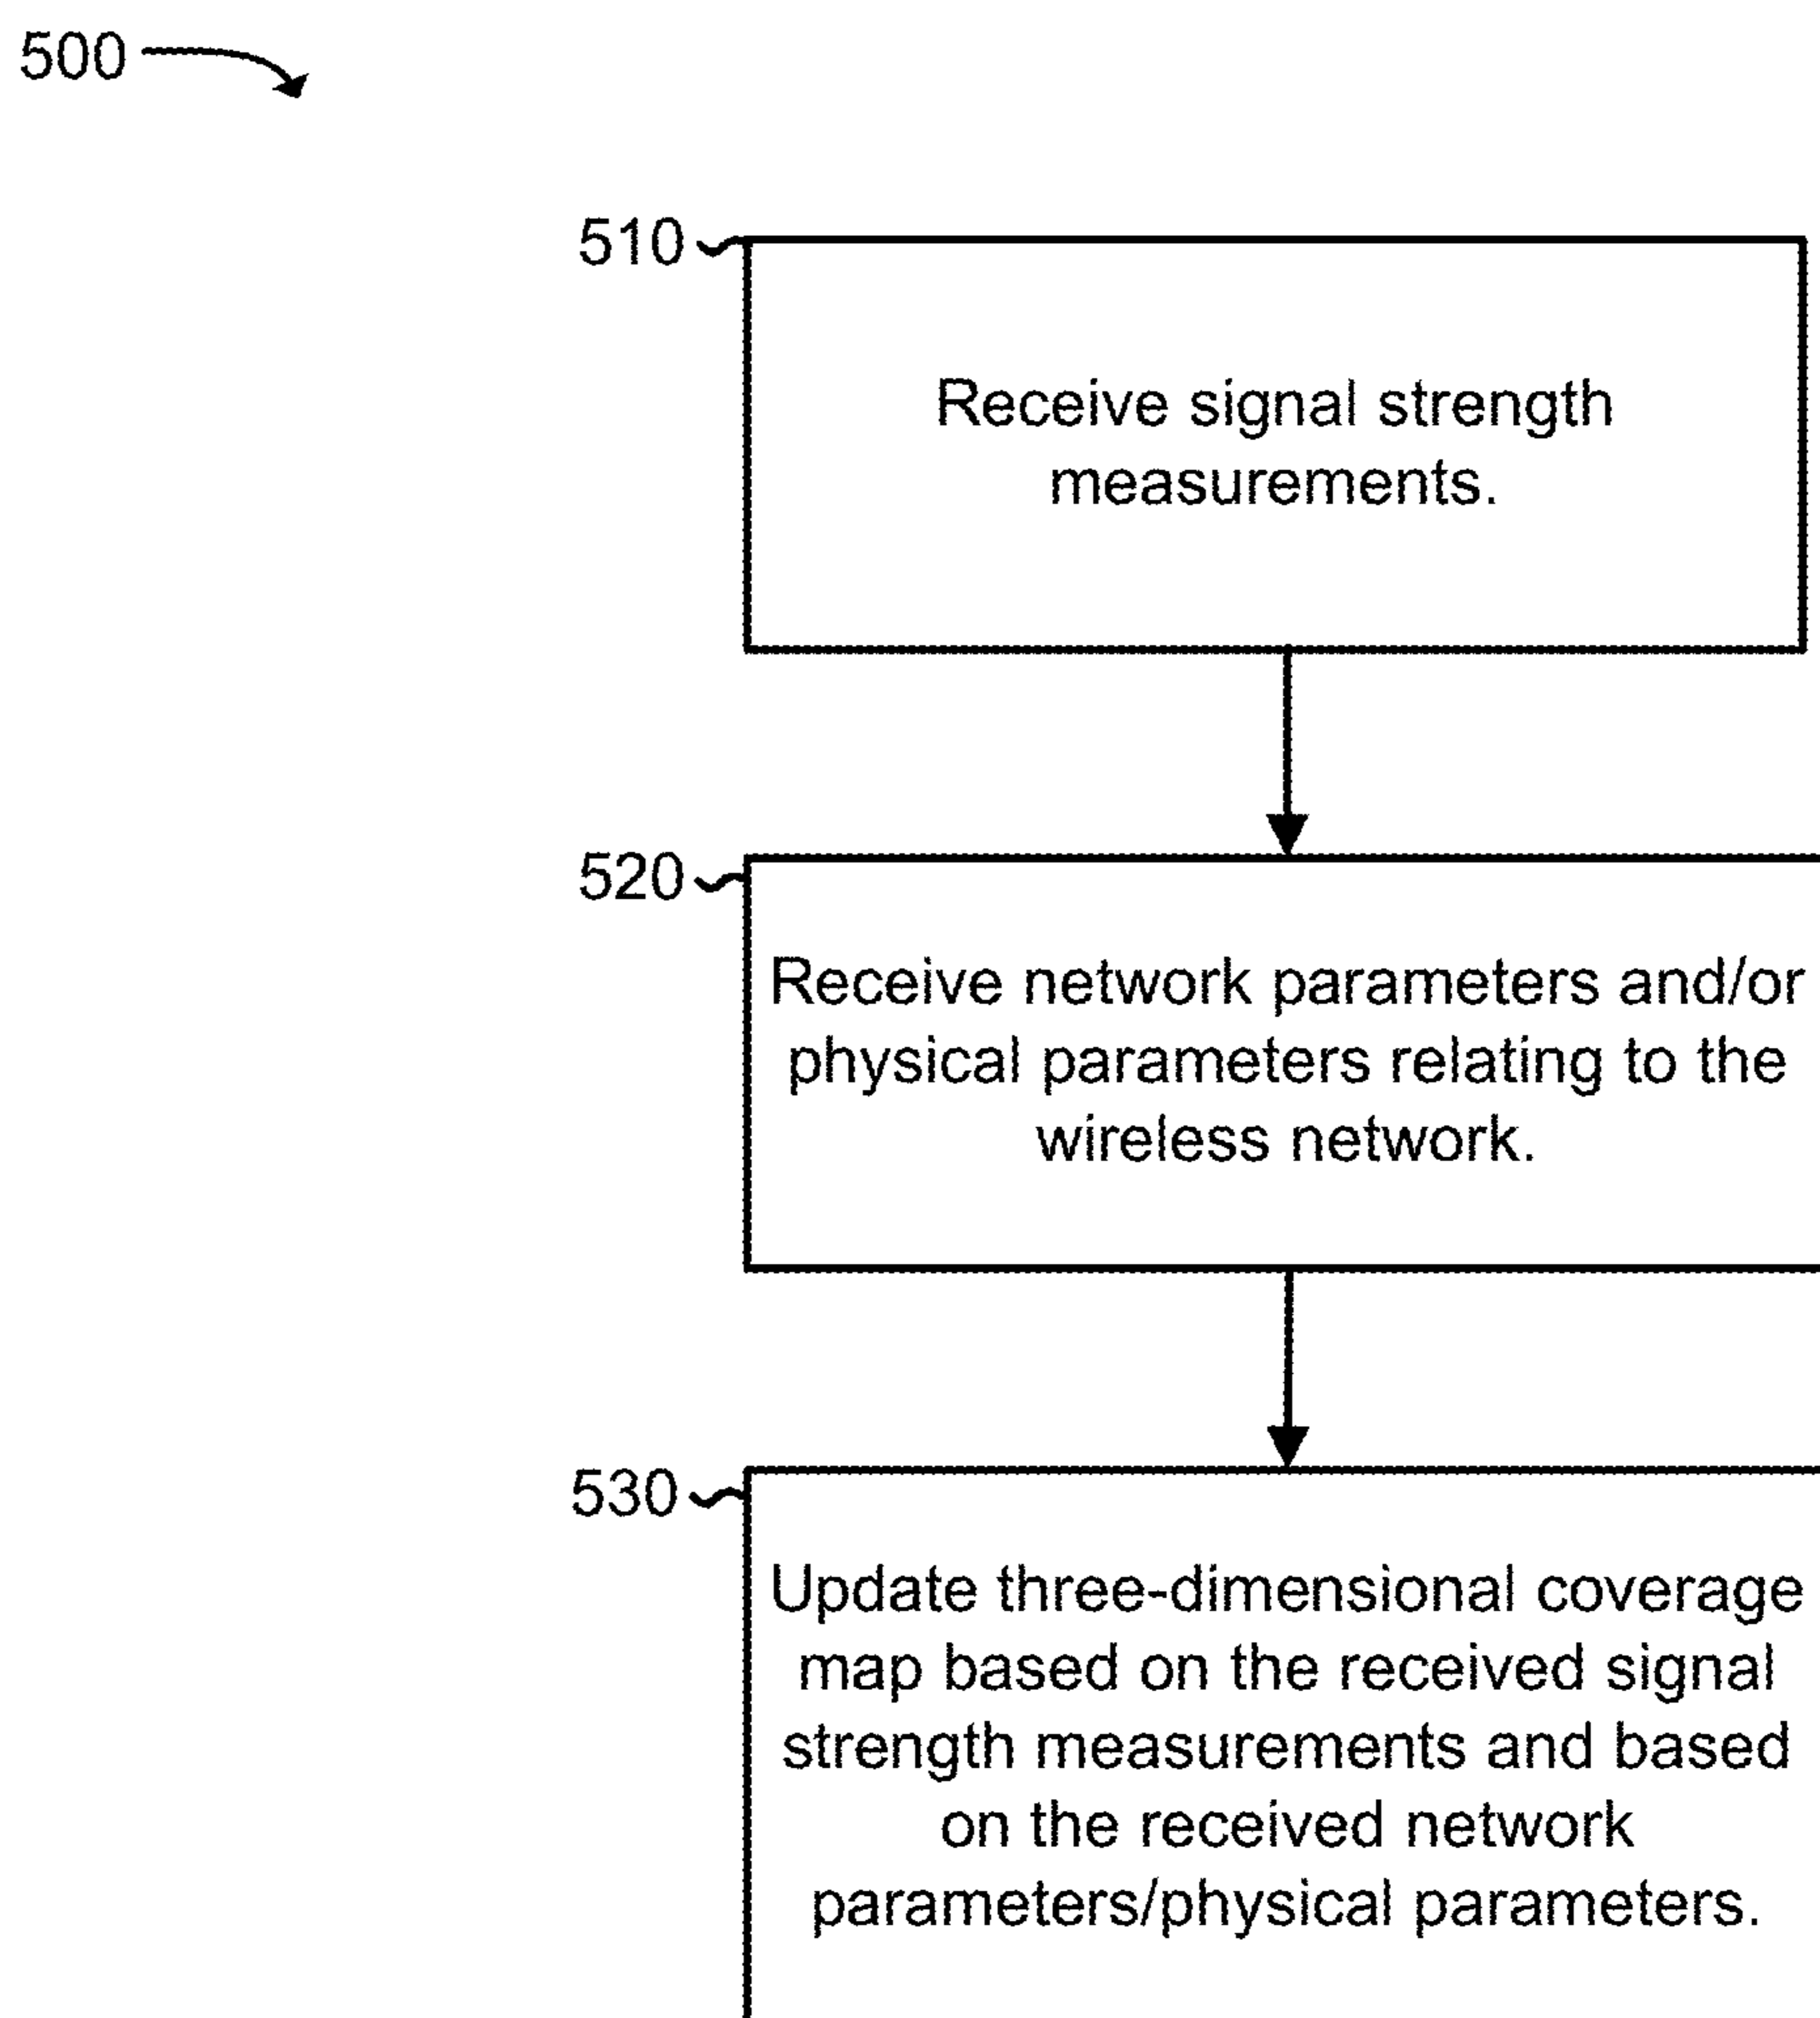 500
510
Receive signal strength
measurements.
520
Receive network parameters and/or
physical parameters relating to the
wireless network.
530
Update three-dimensional coverage
map based on the received signal
strength measurements and based
on the received network
parameters/physical parameters.